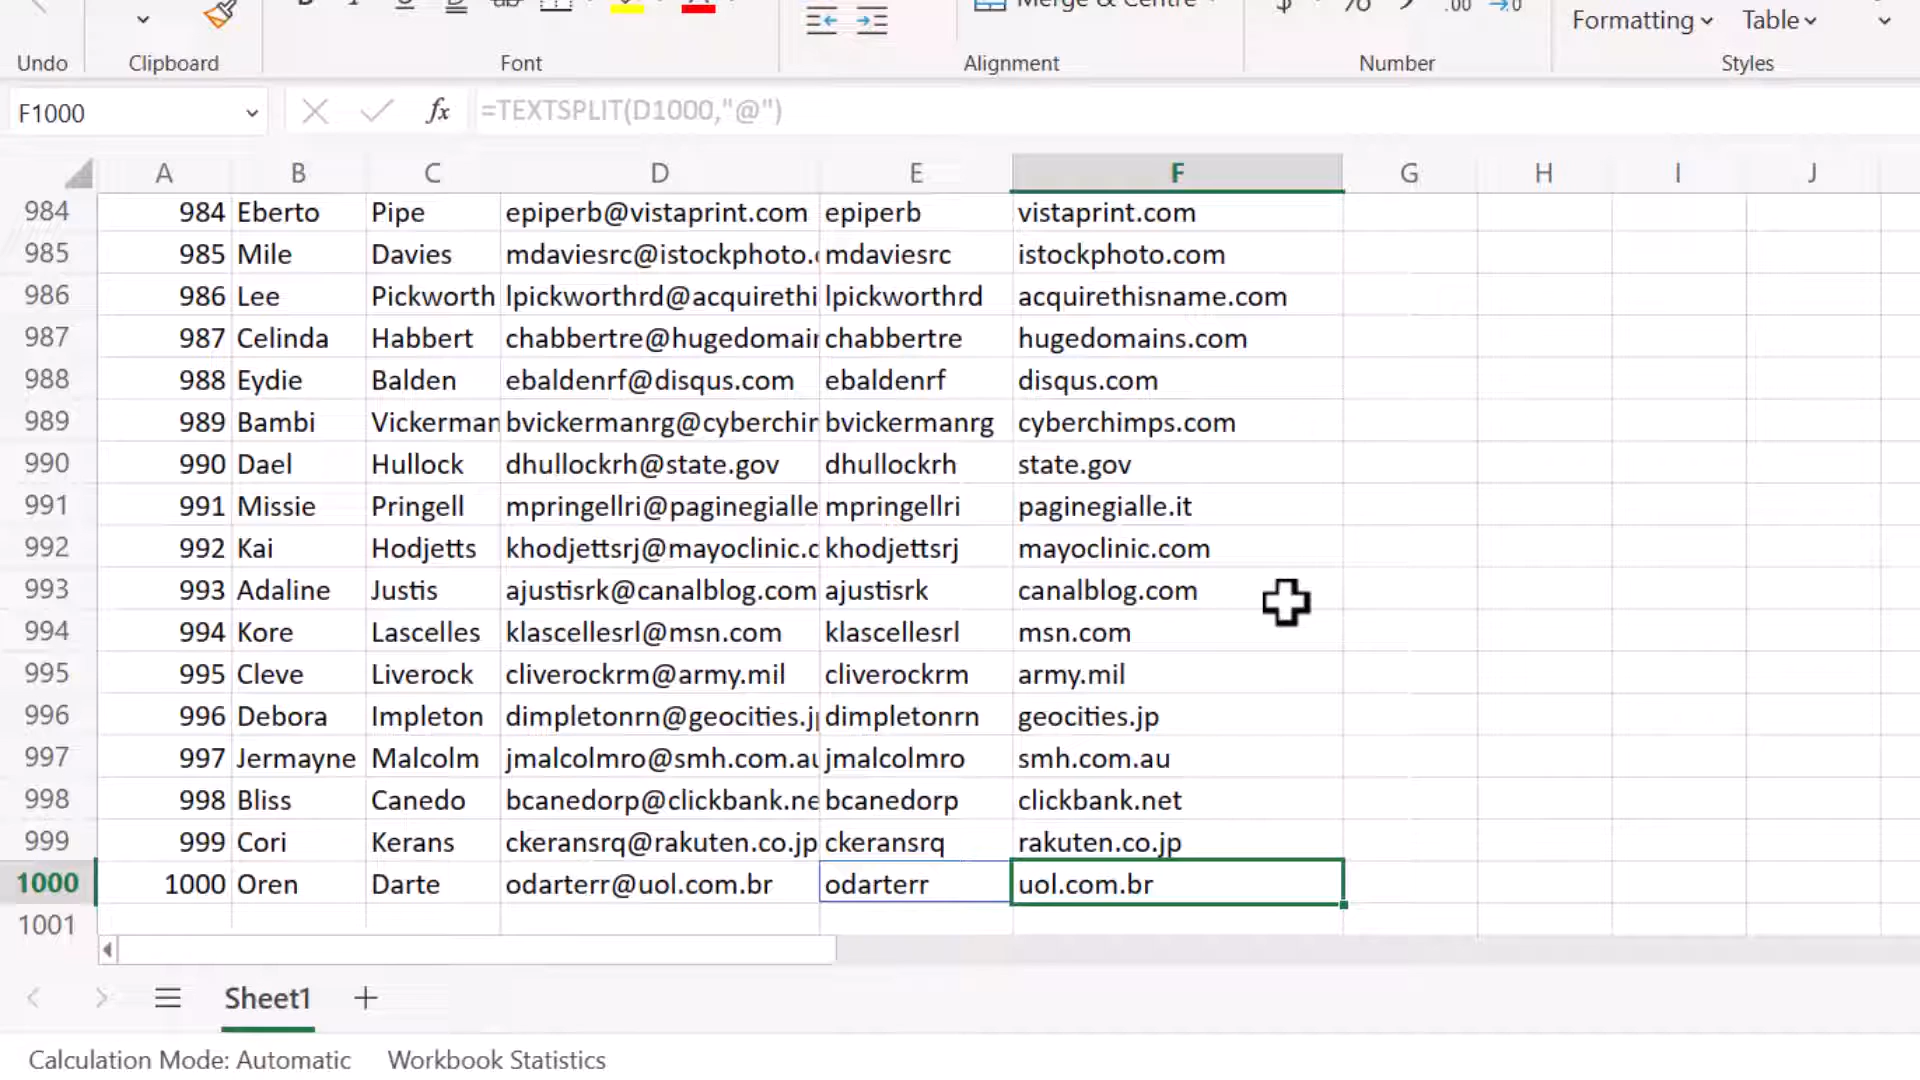 Merge & Centre
$ % .00 →0
Formatting Table
Undo Clipboard Font Alignment Number Styles
F1000 fx =TEXTSPLIT(D1000,"@")
A B C D E F G H I J
984 984 Eberto Pipe epiperb@vistaprint.com epiperb vistaprint.com
985 985 Mile Davies mdaviesrc@istockphoto. mdaviesrc istockphoto.com
986 986 Lee Pickworth lpickworthrd@acquirethi lpickworthrd acquirethisname.com
987 987 Celinda Habbert chabbertre@hugedomain chabbertre hugedomains.com
988 988 Eydie Balden ebaldenrf@disqus.com ebaldenrf disqus.com
989 989 Bambi Vickerman bvickermanrg@cyberchir bvickermanrg cyberchimps.com
990 990 Dael Hullock dhullockrh@state.gov dhullockrh state.gov
991 991 Missie Pringell mpringellri@paginegialle mpringellri paginegialle.it
992 992 Kai Hodjetts khodjettsrj@mayoclinic.c khodjettsrj mayoclinic.com
993 993 Adaline Justis ajustisrk@canalblog.com ajustisrk canalblog.com
994 994 Kore Lascelles klascellesrl@msn.com klascellesrl msn.com
995 995 Cleve Liverock cliverockrm@army.mil cliverockrm army.mil
996 996 Debora Impleton dimpletonrn@geocities.j dimpletonrn geocities.jp
997 997 Jermayne Malcolm jmalcolmro@smh.com.au jmalcolmro smh.com.au
998 998 Bliss Canedo bcanedorp@clickbank.ne bcanedorp clickbank.net
999 999 Cori Kerans ckeransrq@rakuten.co.jp ckeransrq rakuten.co.jp
1000 1000 Oren Darte odarterr@uol.com.br odarterr uol.com.br
1001
Sheet1
Calculation Mode: Automatic Workbook Statistics